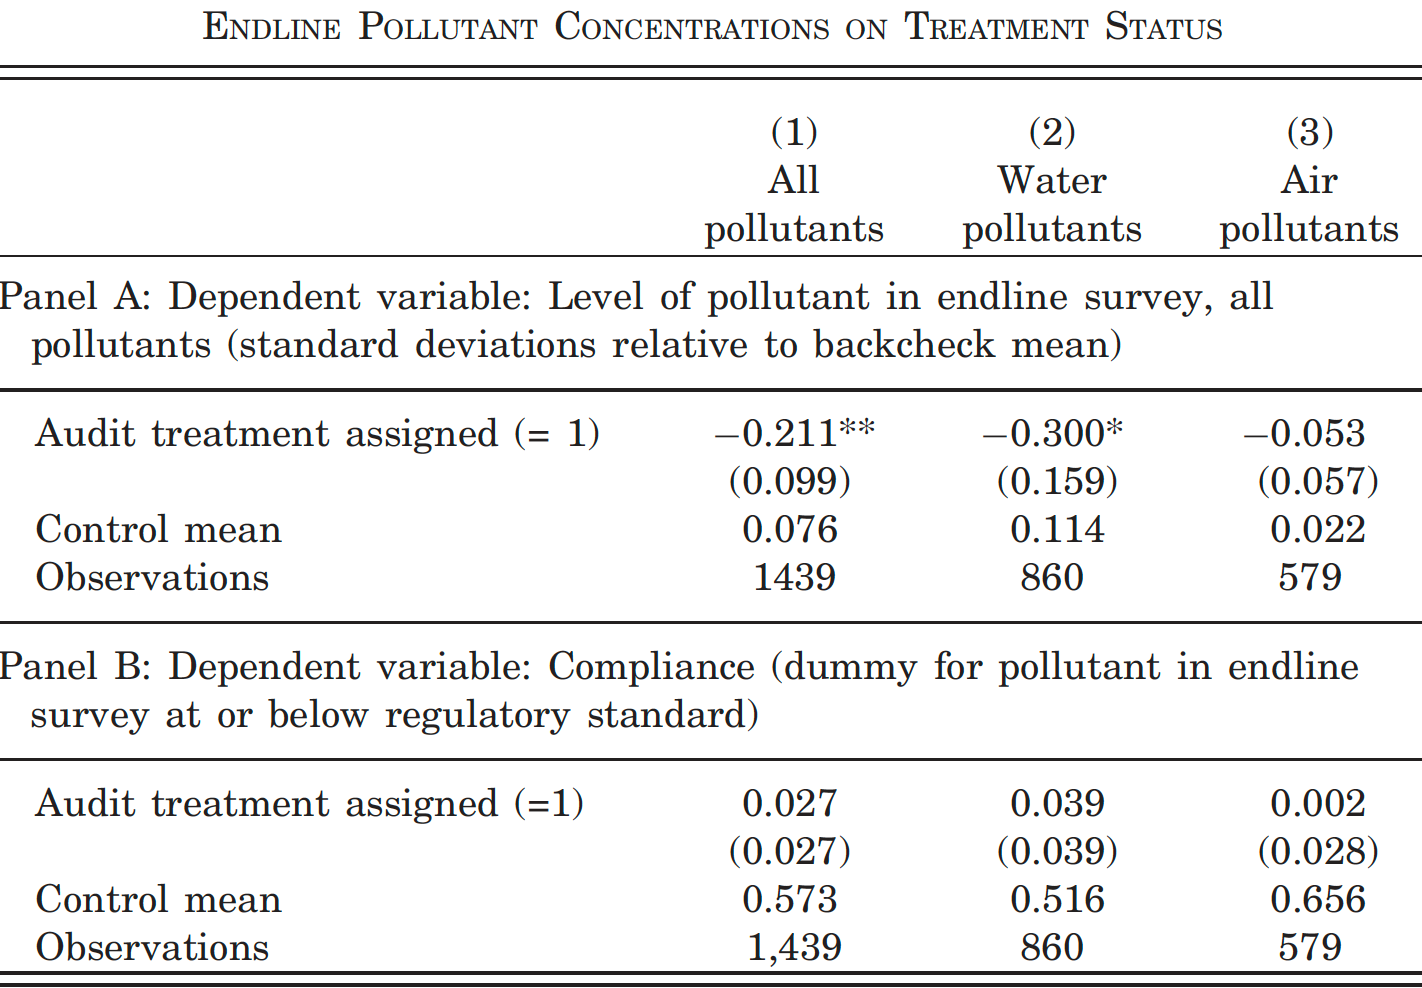 ENDLINE POLLUTANT CONCENTRATIONS ON TREATMENT STATUS
(1) (2) (3)
All Water Air
pollutants pollutants pollutants
Panel A: Dependent variable: Level of pollutant in endline survey, all
pollutants (standard deviations relative to backcheck mean)
Audit treatment assigned (= 1) −0.211** −0.300* −0.053
(0.099) (0.159) (0.057)
Control mean 0.076 0.114 0.022
Observations 1439 860 579
Panel B: Dependent variable: Compliance (dummy for pollutant in endline
survey at or below regulatory standard)
Audit treatment assigned (=1) 0.027 0.039 0.002
(0.027) (0.039) (0.028)
Control mean 0.573 0.516 0.656
Observations 1,439 860 579